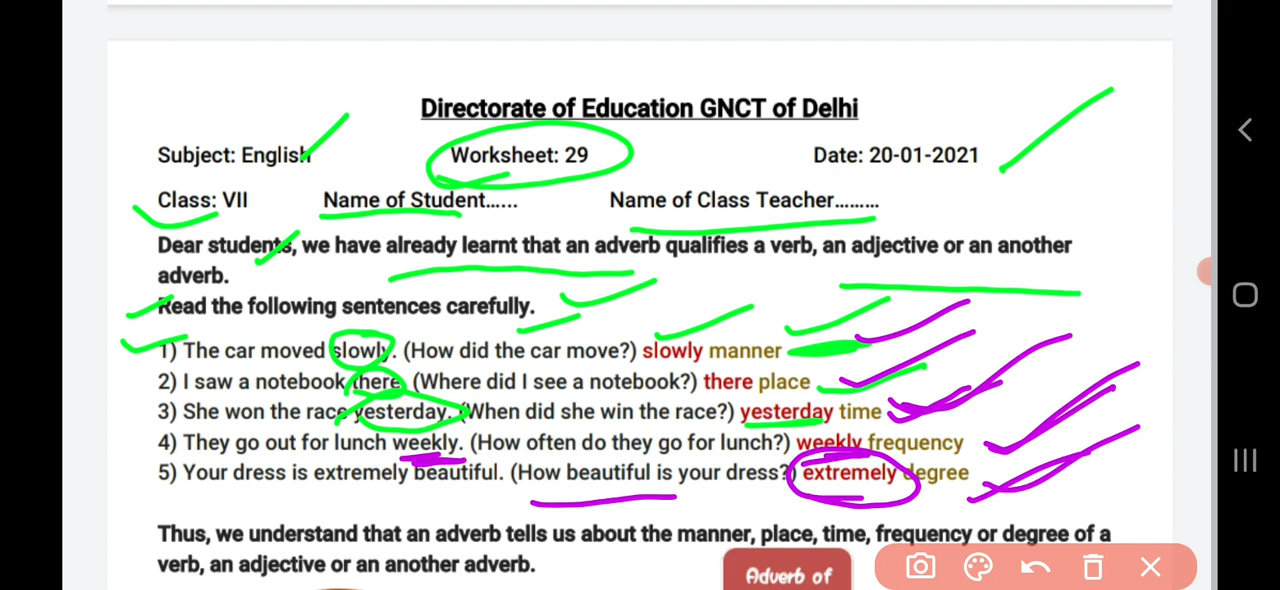 Directorate of Education GNCT of Delhi
Subject: English Worksheet: 29 Date: 20-01-2021
Class: VII Name of Student…... Name of Class Teacher………
Dear students, we have already learnt that an adverb qualifies a verb, an adjective or an another
adverb.
Read the following sentences carefully.
1) The car moved slowly. (How did the car move?) slowly manner
2) I saw a notebook there. (Where did I see a notebook?) there place
3) She won the race yesterday. (When did she win the race?) yesterday time
4) They go out for lunch weekly. (How often do they go for lunch?) weekly frequency
5) Your dress is extremely beautiful. (How beautiful is your dress?) extremely degree
Thus, we understand that an adverb tells us about the manner, place, time, frequency or degree of a
verb, an adjective or an another adverb.
Adverb of